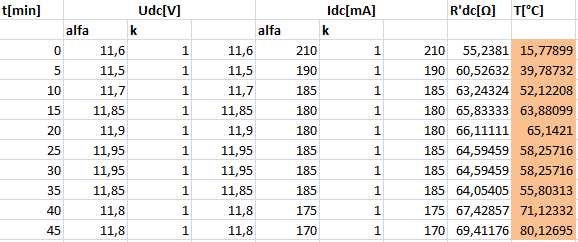 t[min] Udc[V] Idc[mA] R'dc[Ω] T[°C]
alfa k alfa k
0 11,6 1 11,6 210 1 210 55,2381 15,77899
5 11,5 1 11,5 190 1 190 60,52632 39,78732
10 11,7 1 11,7 185 1 185 63,24324 52,12208
15 11,85 1 11,85 180 1 180 65,83333 63,88099
20 11,9 1 11,9 180 1 180 66,11111 65,1421
25 11,95 1 11,95 185 1 185 64,59459 58,25716
30 11,95 1 11,95 185 1 185 64,59459 58,25716
35 11,85 1 11,85 185 1 185 64,05405 55,80313
40 11,8 1 11,8 175 1 175 67,42857 71,12332
45 11,8 1 11,8 170 1 170 69,41176 80,12695